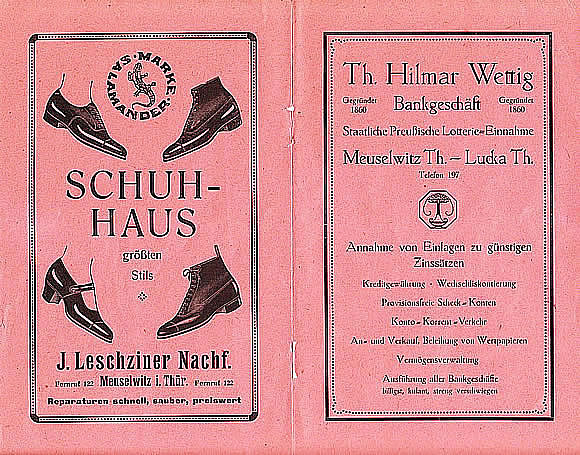 MARKE
SALAMANDER
SCHUH-
HAUS
größten
Stils
J. Leschziner Nachf.
Fernruf 122 Meuselwitz i. Thür. Fernruf 122
Reparaturen schnell, sauber, preiswert
Th. Hilmar Wettig
Gegründet Bankgeschäft Gegründet
1860 1860
Staatliche Preußische Lotterie-Einnahme
Meuselwitz Th. – Lucka Th.
Telefon 197
Annahme von Einlagen zu günstigen
Zinssätzen
Kreditgewährung · Wechseldiskontierung
Provisionsfreie Scheck-Konten
Konto-Korrent-Verkehr
An- und Verkauf, Beleihung von Wertpapieren
Vermögensverwaltung
Ausführung aller Bankgeschäfte
billigst, kulant, streng verschwiegen